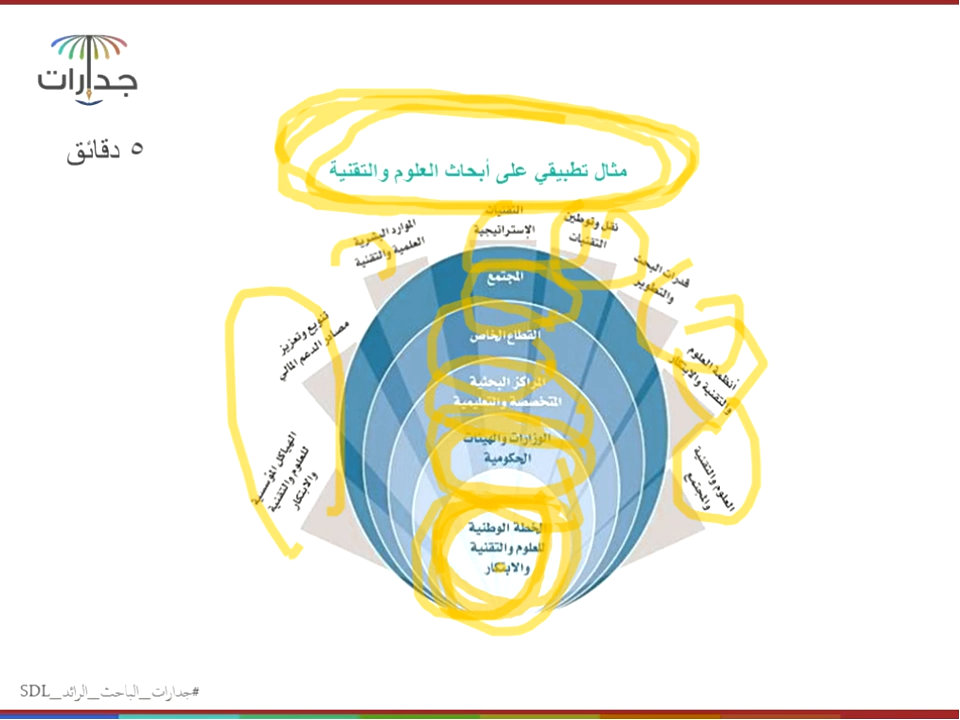 جدارات
٥ دقائق
مثال تطبيقي على أبحاث العلوم والتقنية
التقنيات
الإستراتيجية
نقل وتوطين
التقنيات
قدرات البحث
والتطوير
أنظمة العلوم
والتقنية والابتكار
العلوم والتقنية
والمجتمع
الموارد البشرية
العلمية والتقنية
تنويع وتعزيز
مصادر الدعم المالي
الهياكل المؤسسية
للعلوم والتقنية
والابتكار
المجتمع
القطاع الخاص
المراكز البحثية
المتخصصة والتعليمية
الوزارات والهيئات
الحكومية
الخطة الوطنية
للعلوم والتقنية
والابتكار
#جدارات_الباحث_الرائد_SDL